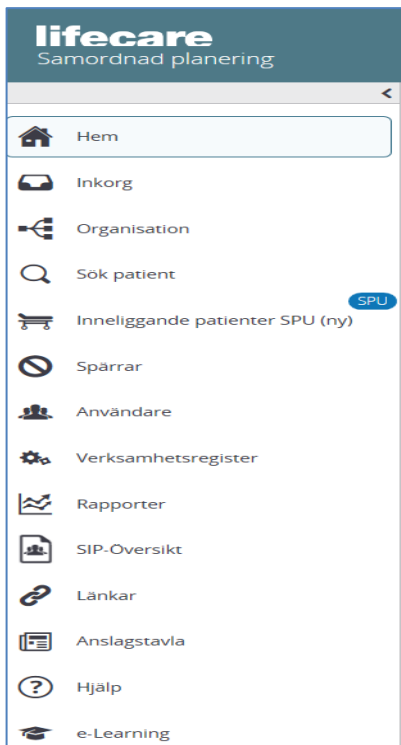 lifecare
Samordnad planering
<
Hem
Inkorg
Organisation
Sök patient
SPU
Inneliggande patienter SPU (ny)
Spärrar
Användare
Verksamhetsregister
Rapporter
SIP-Översikt
Länkar
Anslagstavla
?
Hjälp
e-Learning